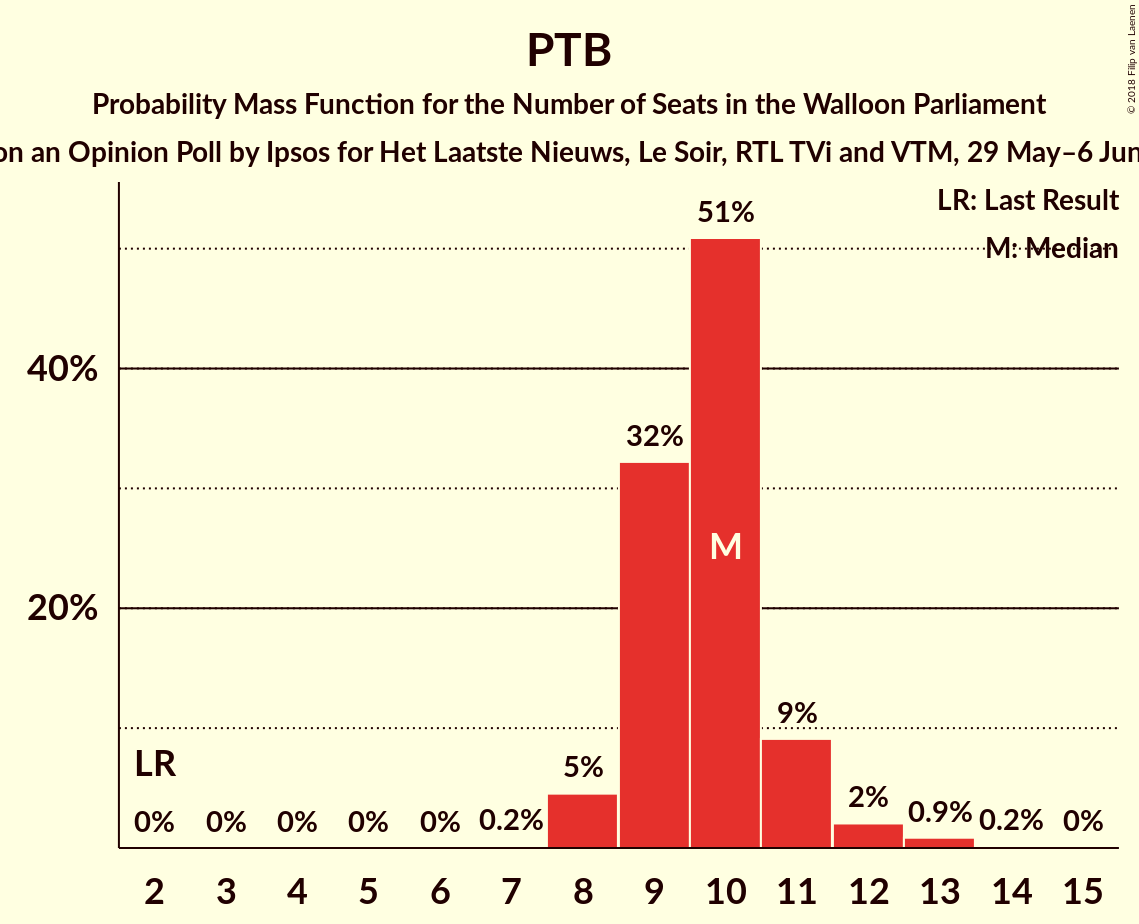 PTB
© 2018 Filip van Laenen
Probability Mass Function for the Number of Seats in the Walloon Parliament
on an Opinion Poll by Ipsos for Het Laatste Nieuws, Le Soir, RTL TVi and VTM, 29 May–6 Jun
LR: Last Result
M: Median
51%
40%
32%
M
20%
9%
LR
5%
2%
0% 0% 0% 0% 0% 0.2% 0.9% 0.2% 0%
2 3 4 5 6 7 8 9 10 11 12 13 14 15